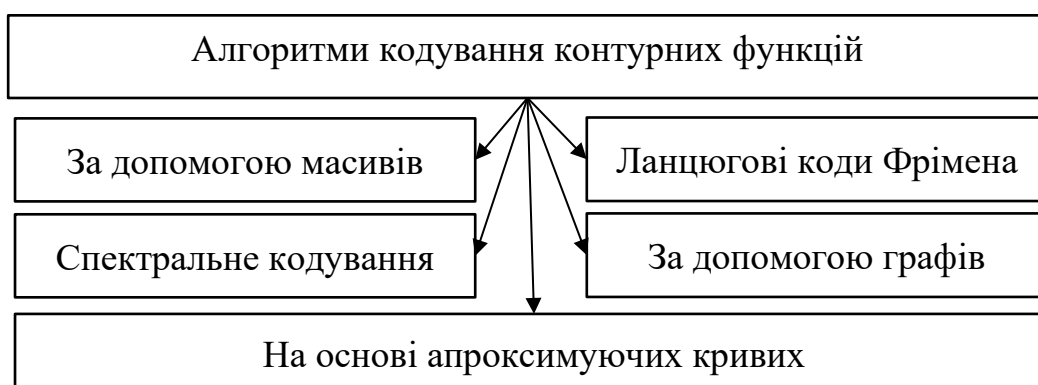 Алгоритми кодування контурних функцій
За допомогою масивів
Ланцюгові коди Фрімена
Спектральне кодування
За допомогою графів
На основі апроксимуючих кривих